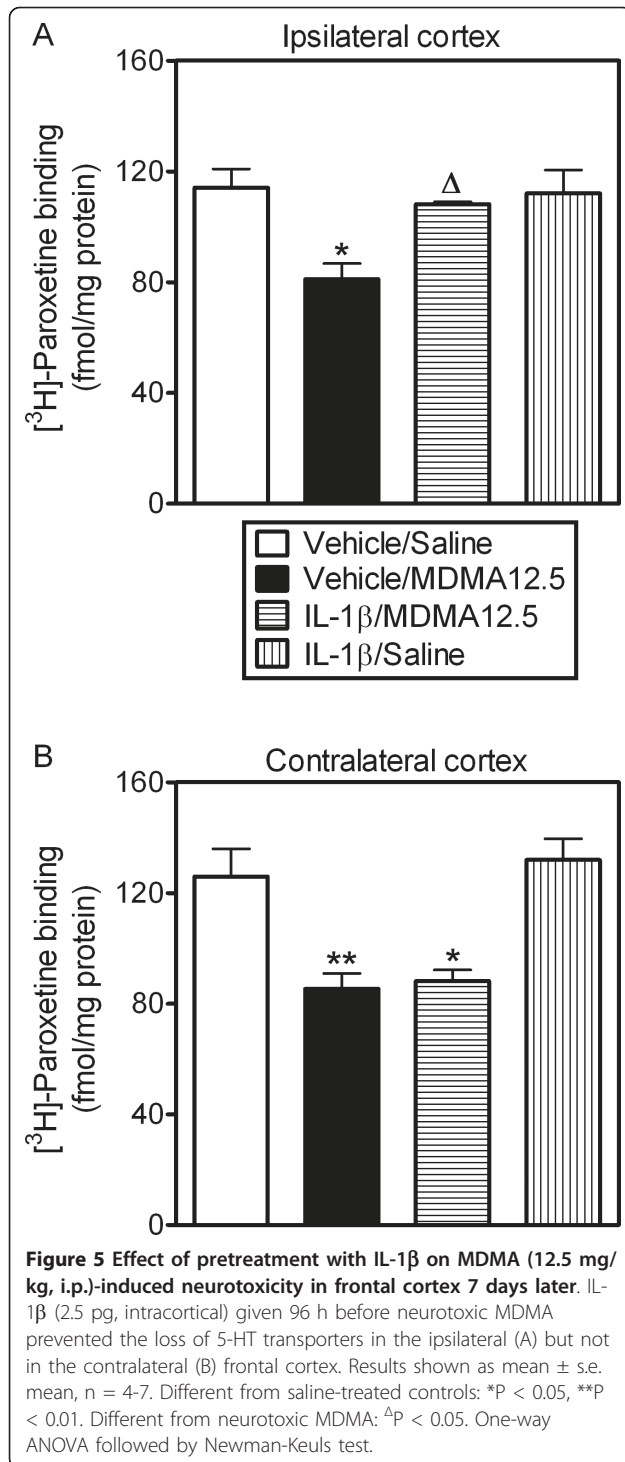 A
Ipsilateral cortex
[³H]-Paroxetine binding
(fmol/mg protein)
160
120
80
40
0
*
Δ
Vehicle/Saline
Vehicle/MDMA12.5
IL-1β/MDMA12.5
IL-1β/Saline
B
Contralateral cortex
[³H]-Paroxetine binding
(fmol/mg protein)
160
120
80
40
0
**
*
Figure 5 Effect of pretreatment with IL-1β on MDMA (12.5 mg/
kg, i.p.)-induced neurotoxicity in frontal cortex 7 days later. IL-
1β (2.5 pg, intracortical) given 96 h before neurotoxic MDMA
prevented the loss of 5-HT transporters in the ipsilateral (A) but not
in the contralateral (B) frontal cortex. Results shown as mean ± s.e.
mean, n = 4-7. Different from saline-treated controls: *P < 0.05, **P
< 0.01. Different from neurotoxic MDMA: ᐞP < 0.05. One-way
ANOVA followed by Newman-Keuls test.